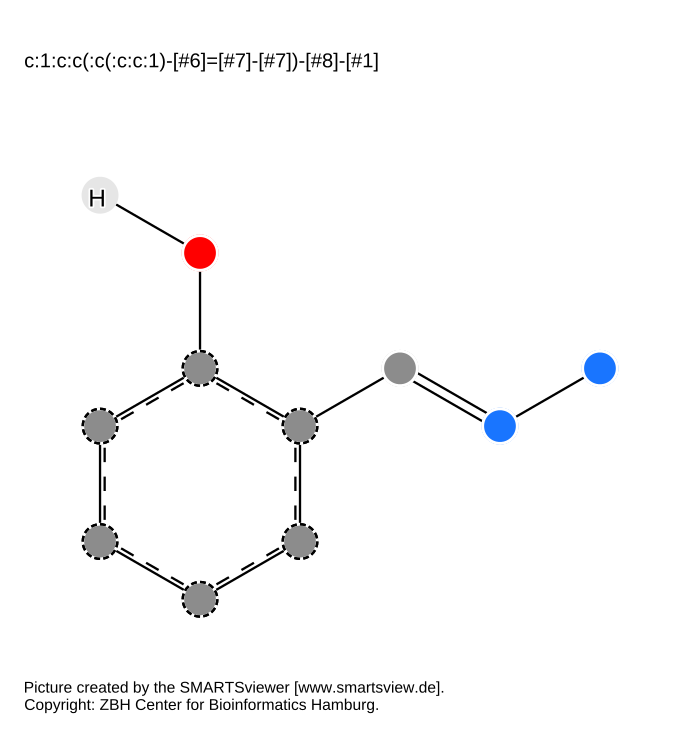 c:1:c:c(:c(:c:c:1)-[#6]=[#7]-[#7])-[#8]-[#1]
H
Picture created by the SMARTSviewer [www.smartsview.de].
Copyright: ZBH Center for Bioinformatics Hamburg.